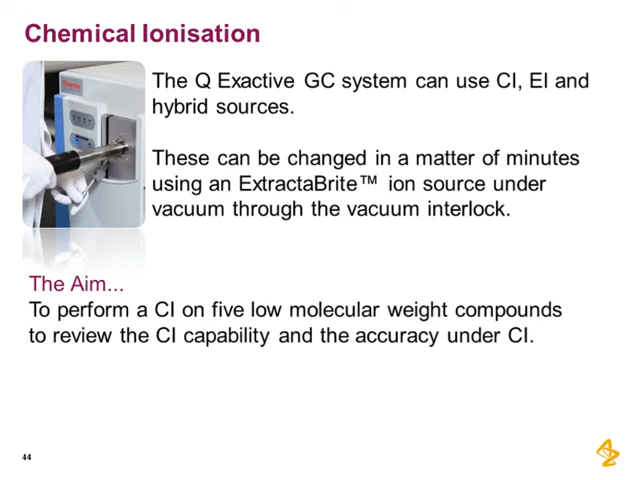 Chemical Ionisation
The Q Exactive GC system can use CI, EI and
hybrid sources.
These can be changed in a matter of minutes
using an ExtractaBrite™ ion source under
vacuum through the vacuum interlock.
The Aim...
To perform a CI on five low molecular weight compounds
to review the CI capability and the accuracy under CI.
44